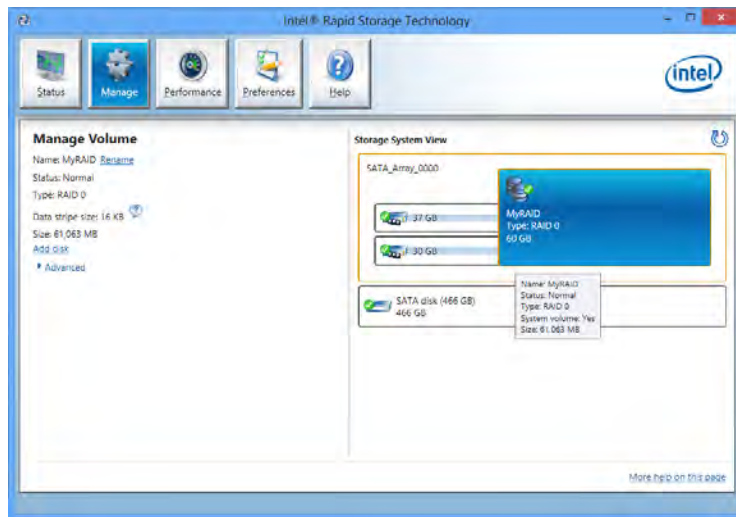 Intel® Rapid Storage Technology
Status
Manage
Performance
Preferences
Help
intel
Manage Volume
Name: MyRAID Rename
Status: Normal
Type: RAID 0
Data stripe size: 16 KB
Size: 61,063 MB
Add disk
Advanced
Storage System View
SATA_Array_0000
37 GB
30 GB
MyRAID
Type: RAID 0
60 GB
Name: MyRAID
Status: Normal
Type: RAID 0
System volume: Yes
Size: 61,063 MB
SATA disk (466 GB)
466 GB
More help on this page